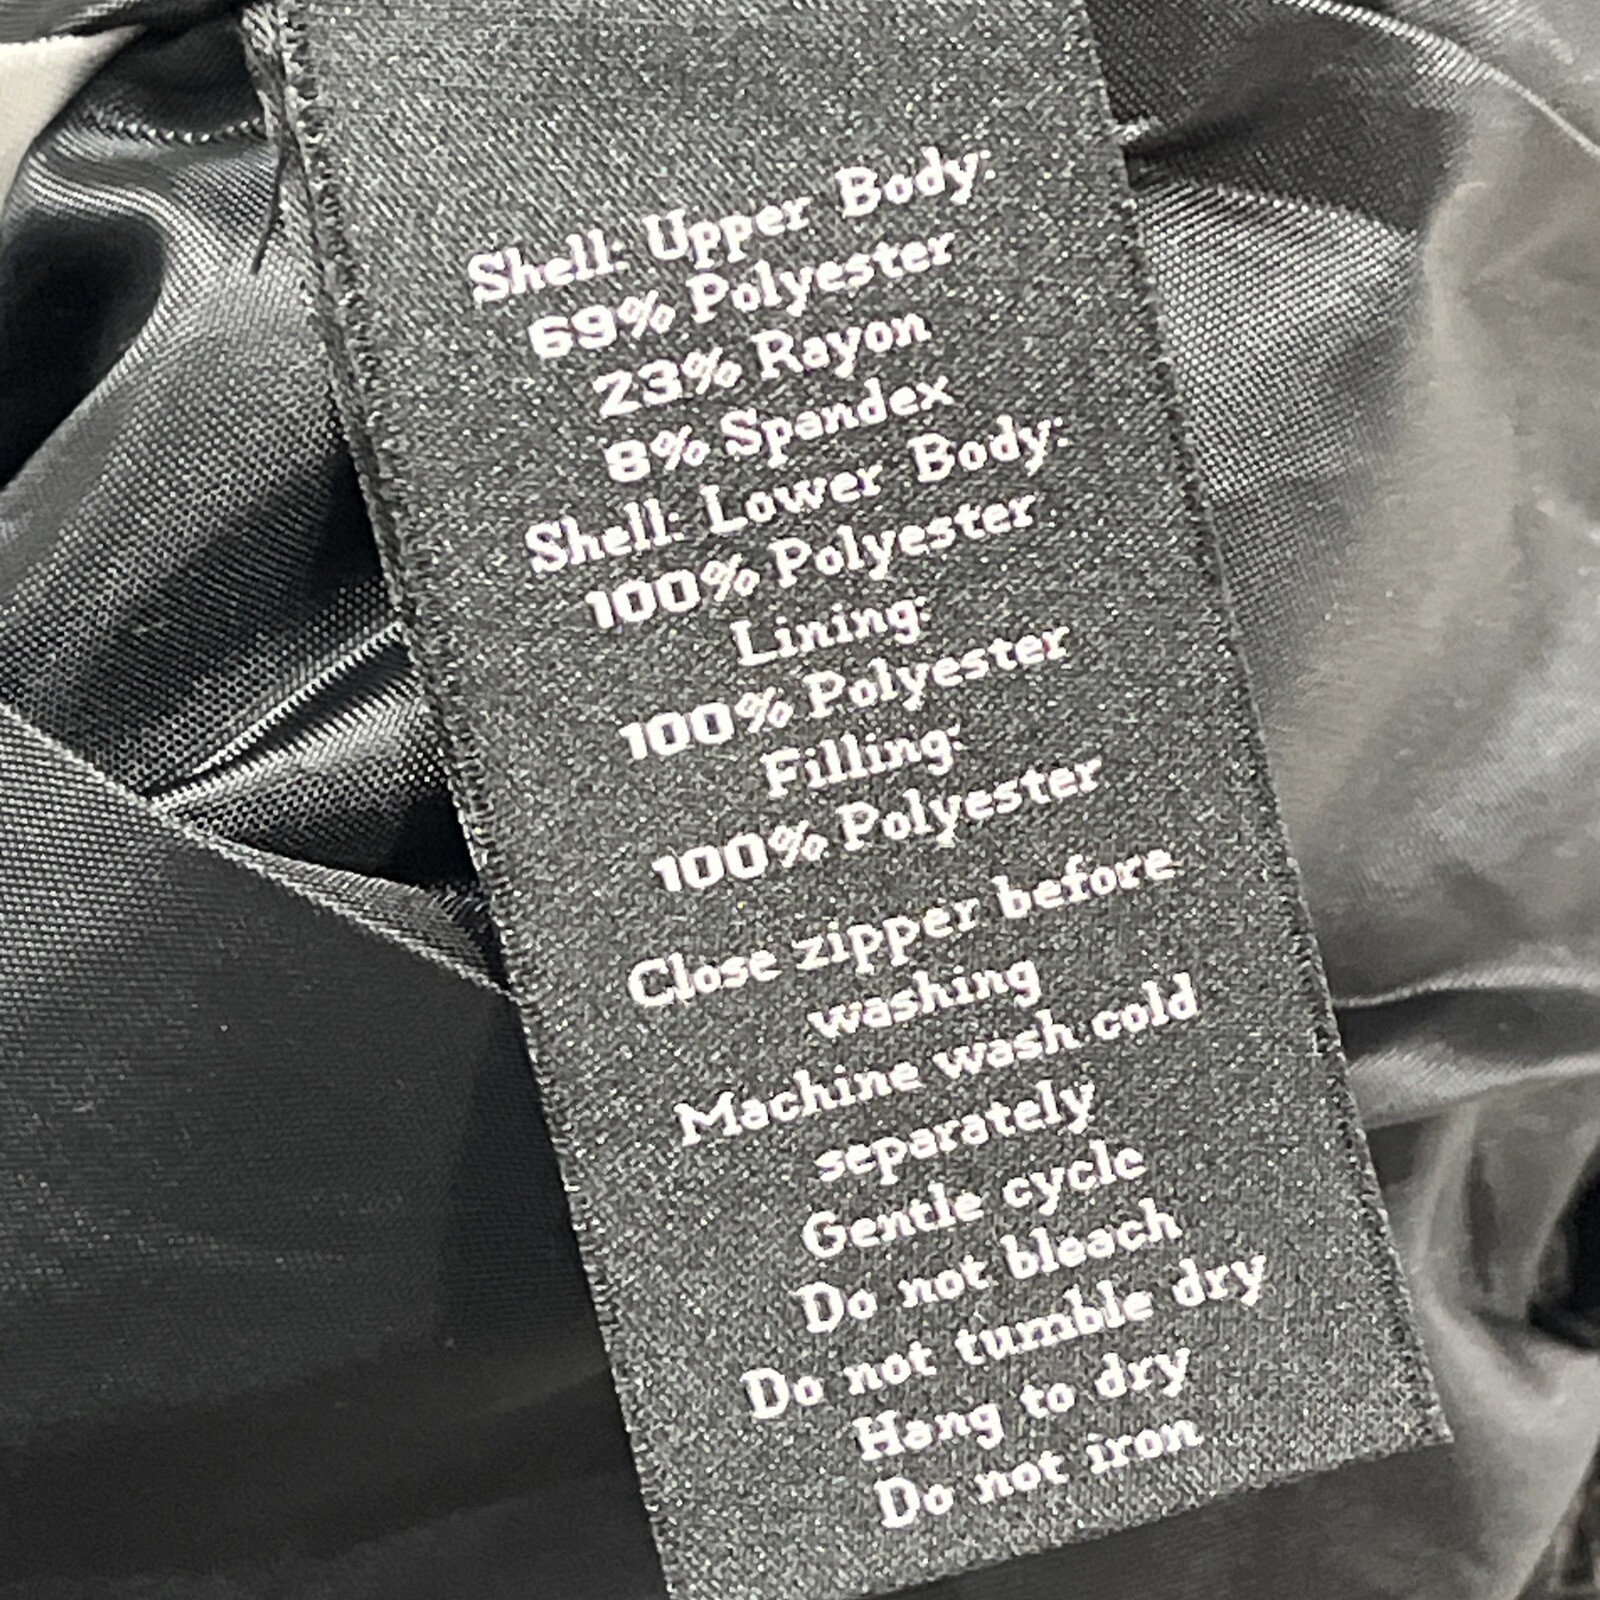 Shell: Upper Body:
69% Polyester
23% Rayon
8% Spandex
Shell: Lower Body:
100% Polyester
Lining:
100% Polyester
Filling:
100% Polyester
Close zipper before
washing
Machine wash cold
separately
Gentle cycle
Do not bleach
Do not tumble dry
Hang to dry
Do not iron